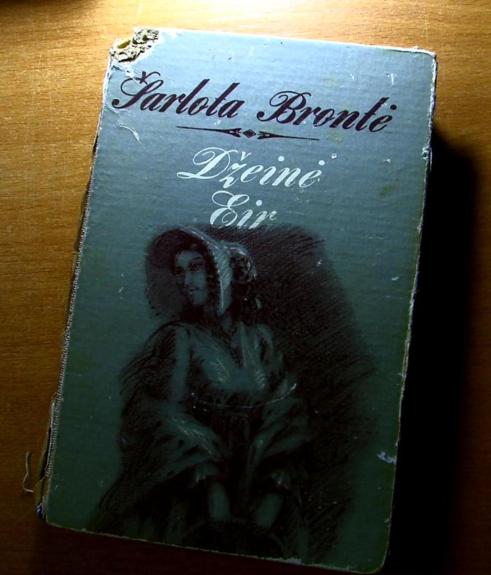 Šarlota Brontė
Džeinė
Eir